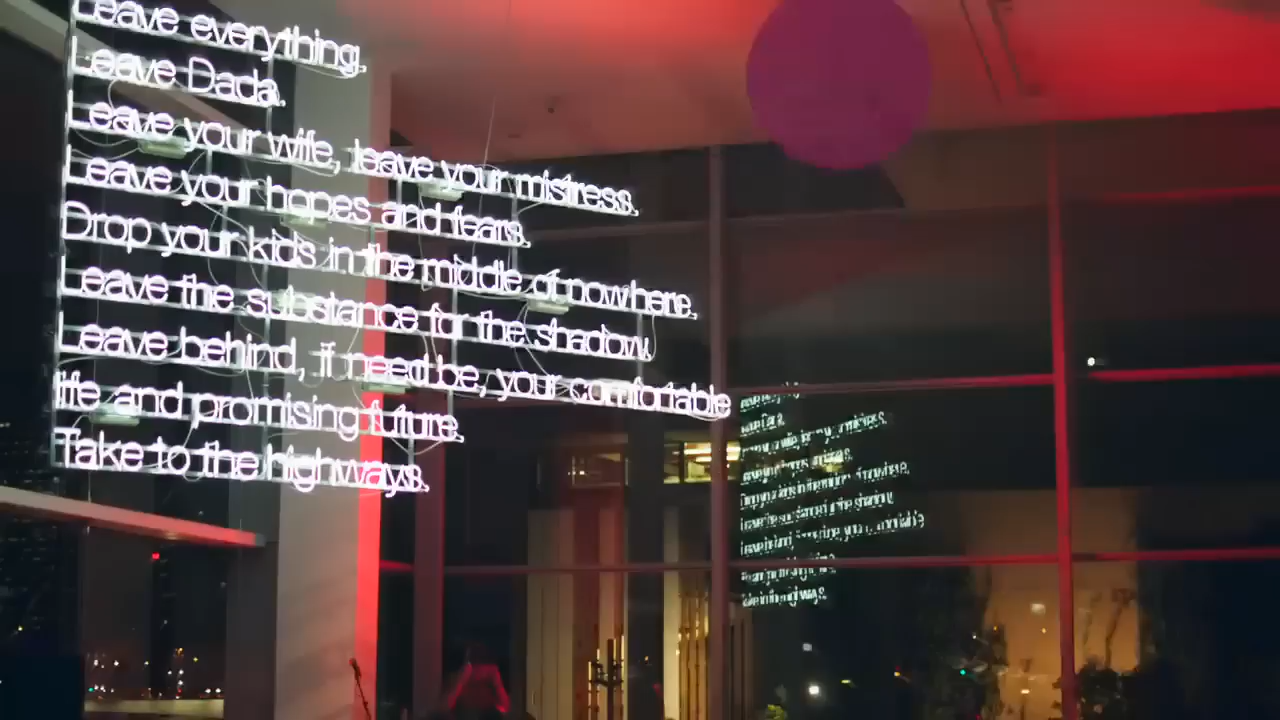 Leave everything.
Leave Dada.
Leave your wife, leave your mistress.
Leave your hopes and fears.
Drop your kids in the middle of nowhere.
Leave the substance for the shadow.
Leave behind, if need be, your comfortable
life and promising future.
Take to the highways.